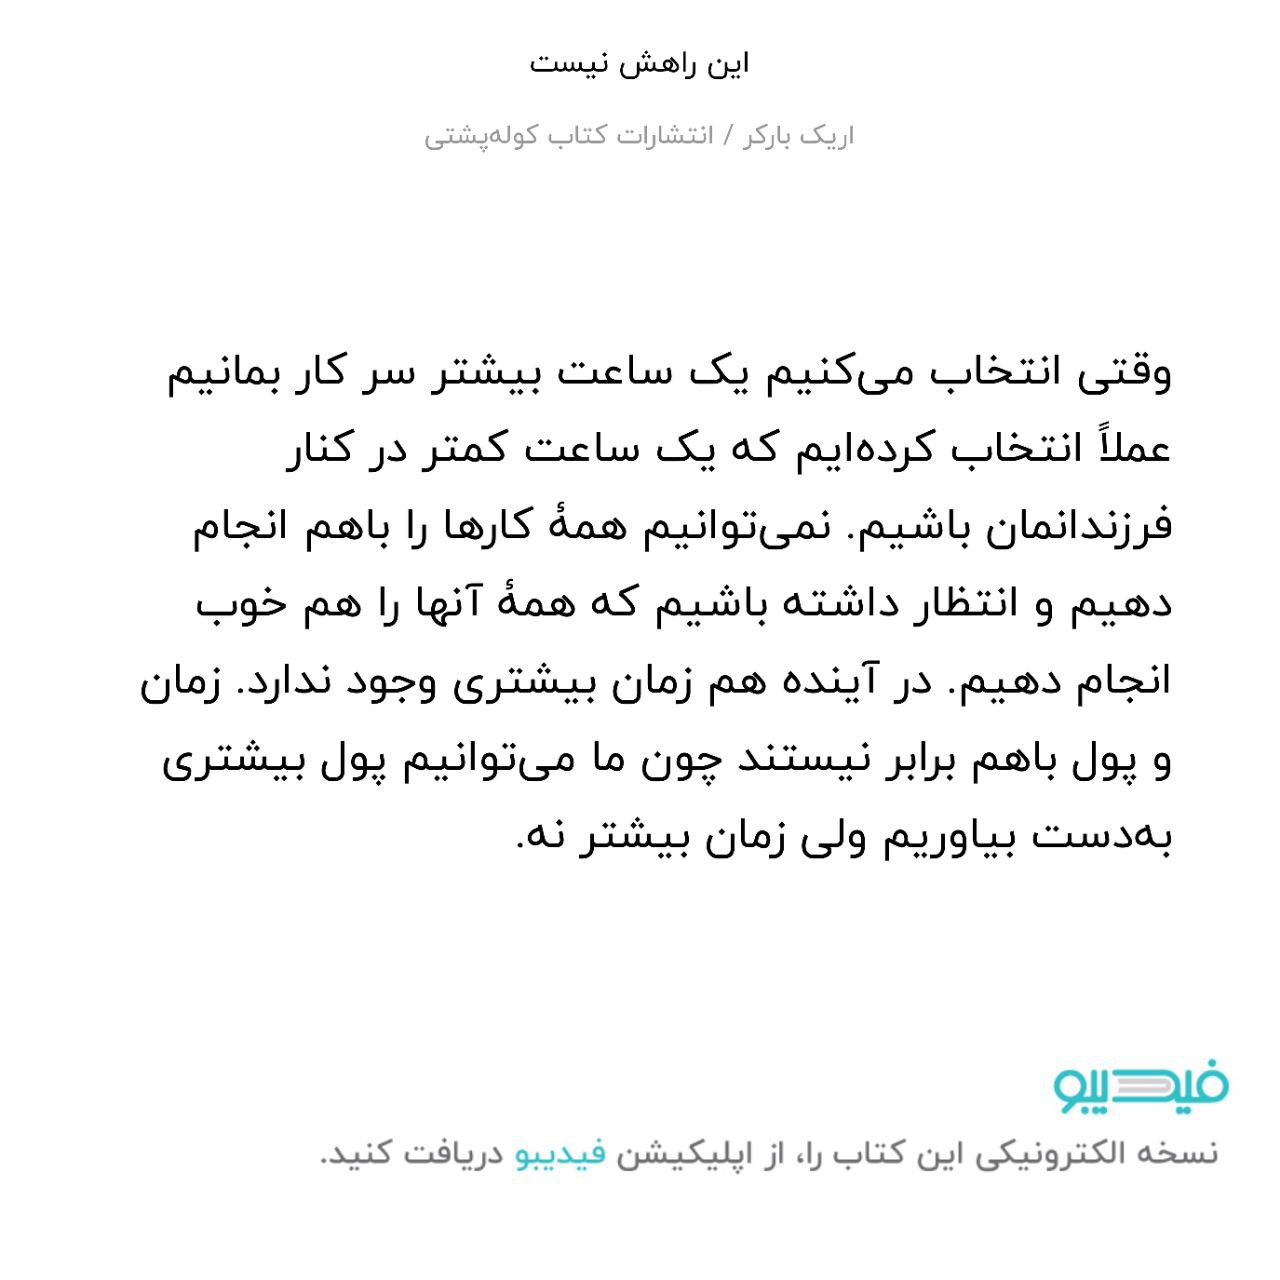 این راهش نیست
اریک بارکر / انتشارات کتاب کوله‌پشتی
وقتی انتخاب می‌کنیم یک ساعت بیشتر سر کار بمانیم
عملاً انتخاب کرده‌ایم که یک ساعت کمتر در کنار
فرزندانمان باشیم. نمی‌توانیم همهٔ کارها را باهم انجام
دهیم و انتظار داشته باشیم که همهٔ آنها را هم خوب
انجام دهیم. در آینده هم زمان بیشتری وجود ندارد. زمان
و پول باهم برابر نیستند چون ما می‌توانیم پول بیشتری
به‌دست بیاوریم ولی زمان بیشتر نه.
فیدیبو
نسخه الکترونیکی این کتاب را، از اپلیکیشن فیدیبو دریافت کنید.